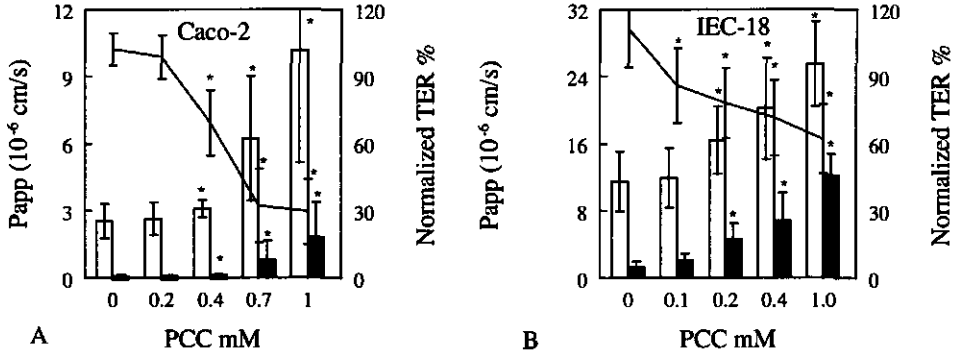 Caco-2
Papp (10⁻⁶ cm/s)
12
9
6
3
0
Normalized TER %
120
90
60
30
0
* * * * * * * * *
0 0.2 0.4 0.7 1
A PCC mM
IEC-18
Papp (10⁻⁶ cm/s)
32
24
16
8
0
Normalized TER %
120
90
60
30
0
* * * * * * * * * *
0 0.1 0.2 0.4 1.0
B PCC mM